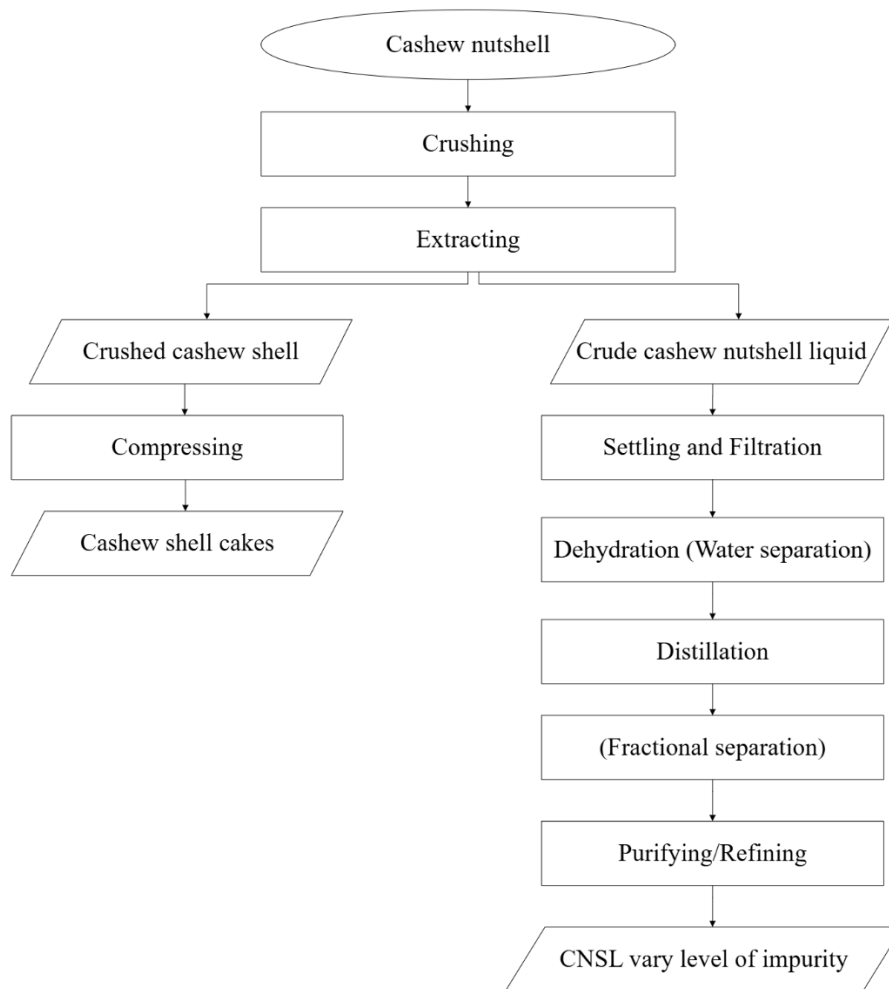 Cashew nutshell
Crushing
Extracting
Crushed cashew shell
Crude cashew nutshell liquid
Compressing
Settling and Filtration
Cashew shell cakes
Dehydration (Water separation)
Distillation
(Fractional separation)
Purifying/Refining
CNSL vary level of impurity